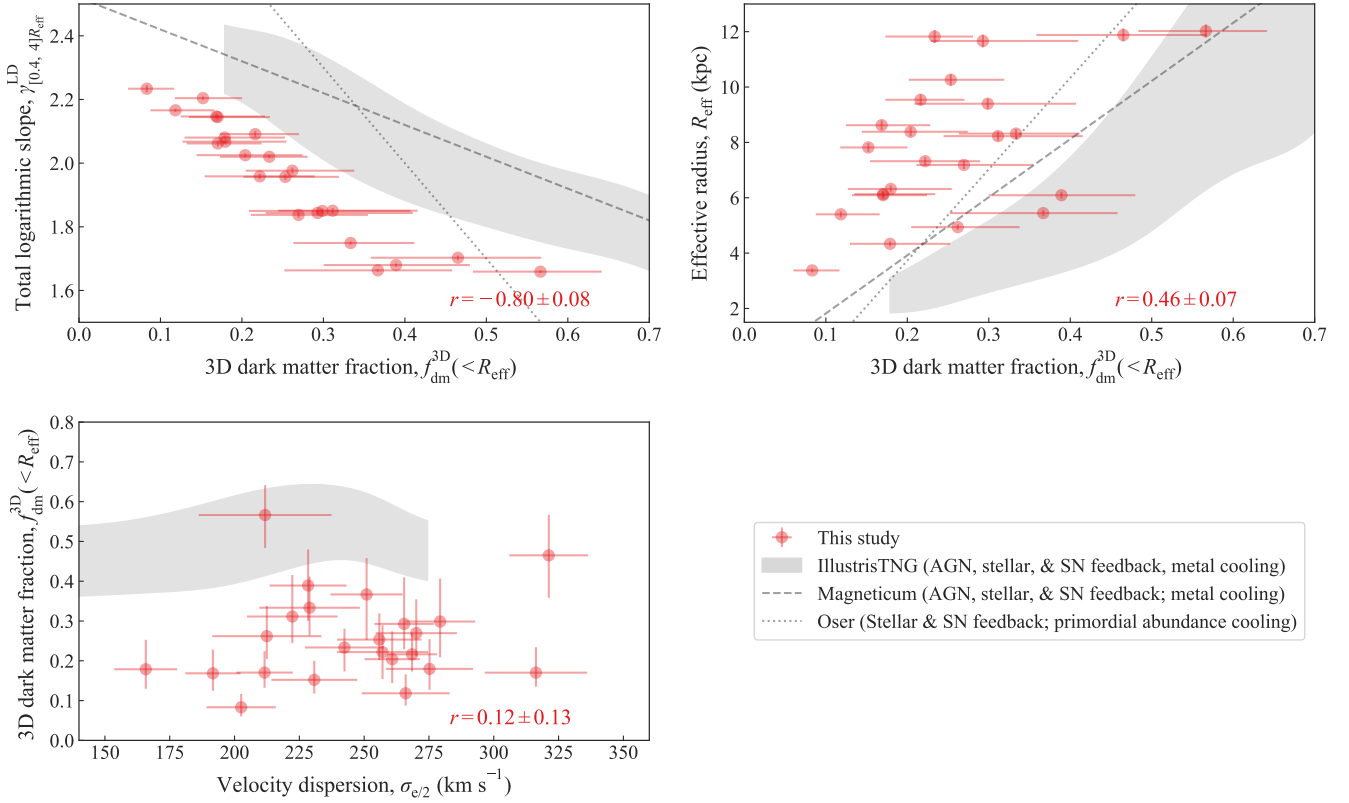 Total logarithmic slope, γ^LD_[0.4, 4]R_eff
2.4
2.2
2.0
1.8
1.6
0.0 0.1 0.2 0.3 0.4 0.5 0.6 0.7
3D dark matter fraction, f^3D_dm(< R_eff)
r = −0.80 ± 0.08
Effective radius, R_eff (kpc)
12
10
8
6
4
2
0.0 0.1 0.2 0.3 0.4 0.5 0.6 0.7
3D dark matter fraction, f^3D_dm(< R_eff)
r = 0.46 ± 0.07
3D dark matter fraction, f^3D_dm(< R_eff)
0.8
0.7
0.6
0.5
0.4
0.3
0.2
0.1
0.0
150 175 200 225 250 275 300 325 350
Velocity dispersion, σ_e/2 (km s^−1)
r = 0.12 ± 0.13
This study
IllustrisTNG (AGN, stellar, & SN feedback, metal cooling)
Magneticum (AGN, stellar, & SN feedback; metal cooling)
Oser (Stellar & SN feedback; primordial abundance cooling)